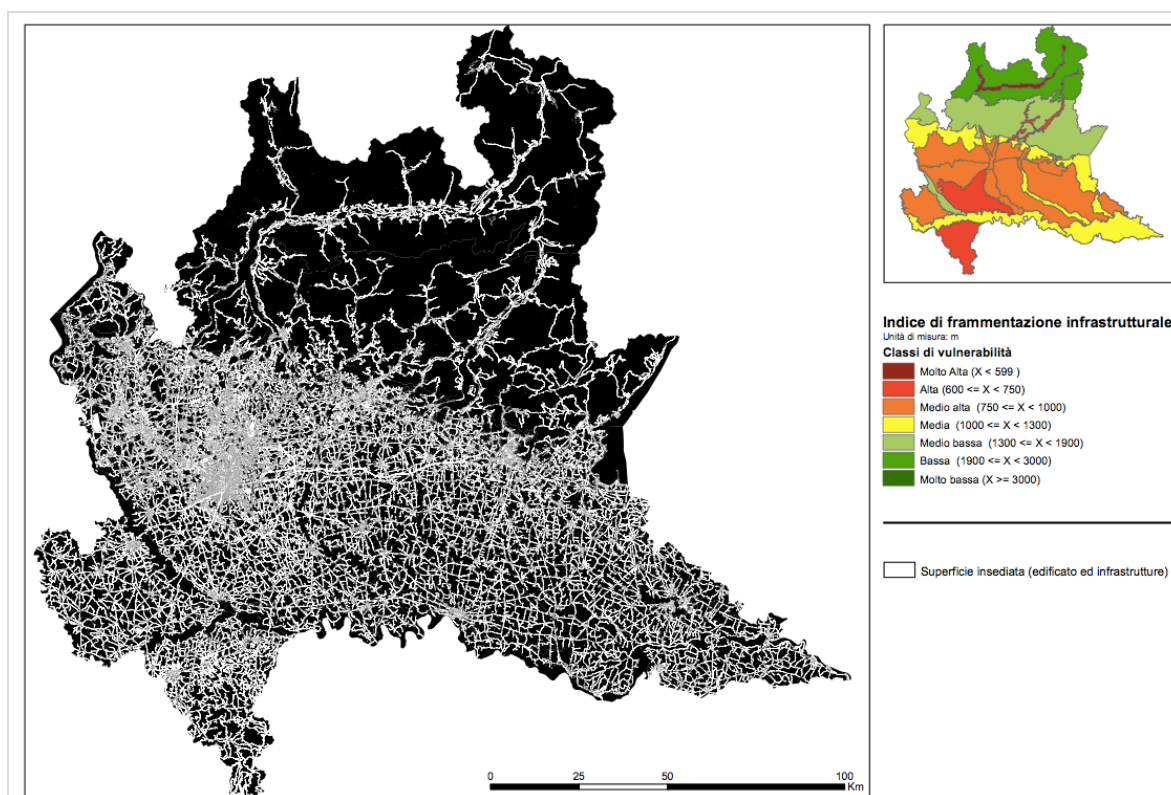 Indice di frammentazione infrastrutturale
Unità di misura: m
Classi di vulnerabilità
Molto Alta (X < 599 )
Alta (600 <= X < 750)
Medio alta (750 <= X < 1000)
Media (1000 <= X < 1300)
Medio bassa (1300 <= X < 1900)
Bassa (1900 <= X < 3000)
Molto bassa (X >= 3000)
Superficie insediata (edificato ed infrastrutture)
0 25 50 100
Km